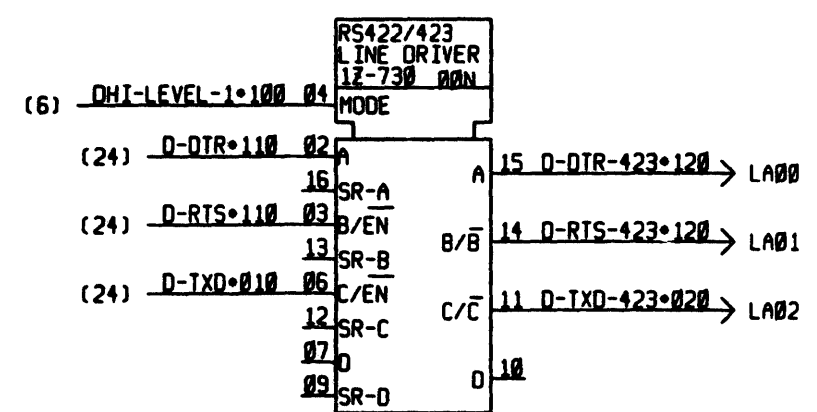 RS422/423
LINE DRIVER
1Z-730 00N
(6) DHI-LEVEL-1•100 04 MODE
(24) D-DTR•110 02 A
A 15 D-DTR-423•120 LA00
16 SR-A
(24) D-RTS•110 03 B/E̅N̅
B/B̅ 14 D-RTS-423•120 LA01
13 SR-B
(24) D-TXD•010 06 C/E̅N̅
C/C̅ 11 D-TXD-423•020 LA02
12 SR-C
07 D
D 10
09 SR-D